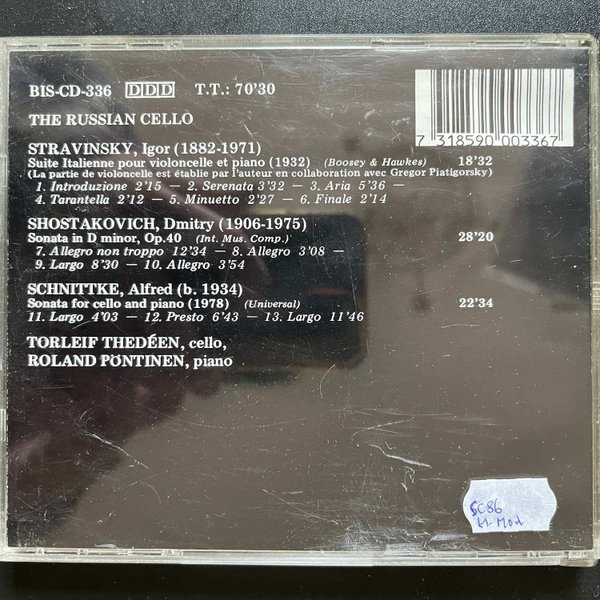 BIS-CD-336 DDD T.T.: 70'30
7 318590 003367
THE RUSSIAN CELLO
STRAVINSKY, Igor (1882-1971)
Suite Italienne pour violoncelle et piano (1932) (Boosey & Hawkes) 18'32
(La partie de violoncelle est établie par l'auteur en collaboration avec Gregor Piatigorsky)
1. Introduzione 2'15 — 2. Serenata 3'32 — 3. Aria 5'36 —
4. Tarantella 2'12 — 5. Minuetto 2'27 — 6. Finale 2'14
SHOSTAKOVICH, Dmitry (1906-1975)
Sonata in D minor, Op.40 (Int. Mus. Comp.) 28'20
7. Allegro non troppo 12'34 — 8. Allegro 3'08 —
9. Largo 8'30 — 10. Allegro 3'54
SCHNITTKE, Alfred (b. 1934)
Sonata for cello and piano (1978) (Universal) 22'34
11. Largo 4'03 — 12. Presto 6'43 — 13. Largo 11'46
TORLEIF THEDÉEN, cello,
ROLAND PÖNTINEN, piano
5086